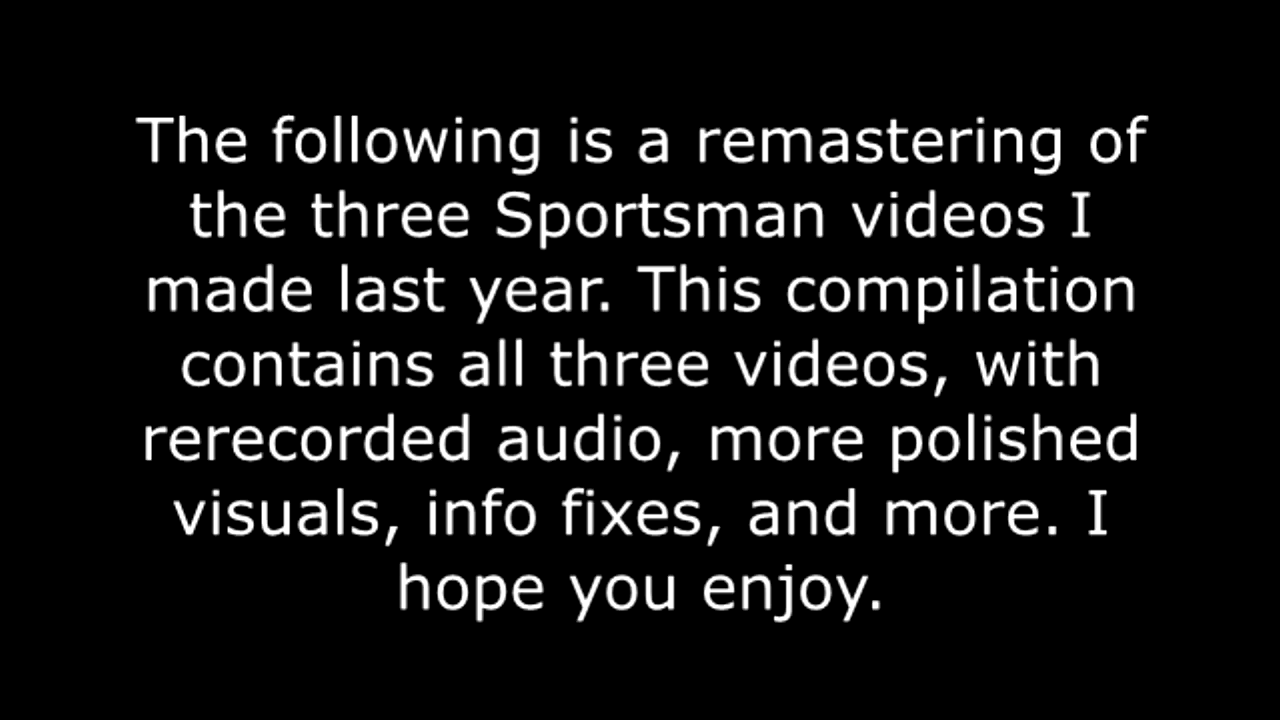 The following is a remastering of
the three Sportsman videos I
made last year. This compilation
contains all three videos, with
rerecorded audio, more polished
visuals, info fixes, and more. I
hope you enjoy.